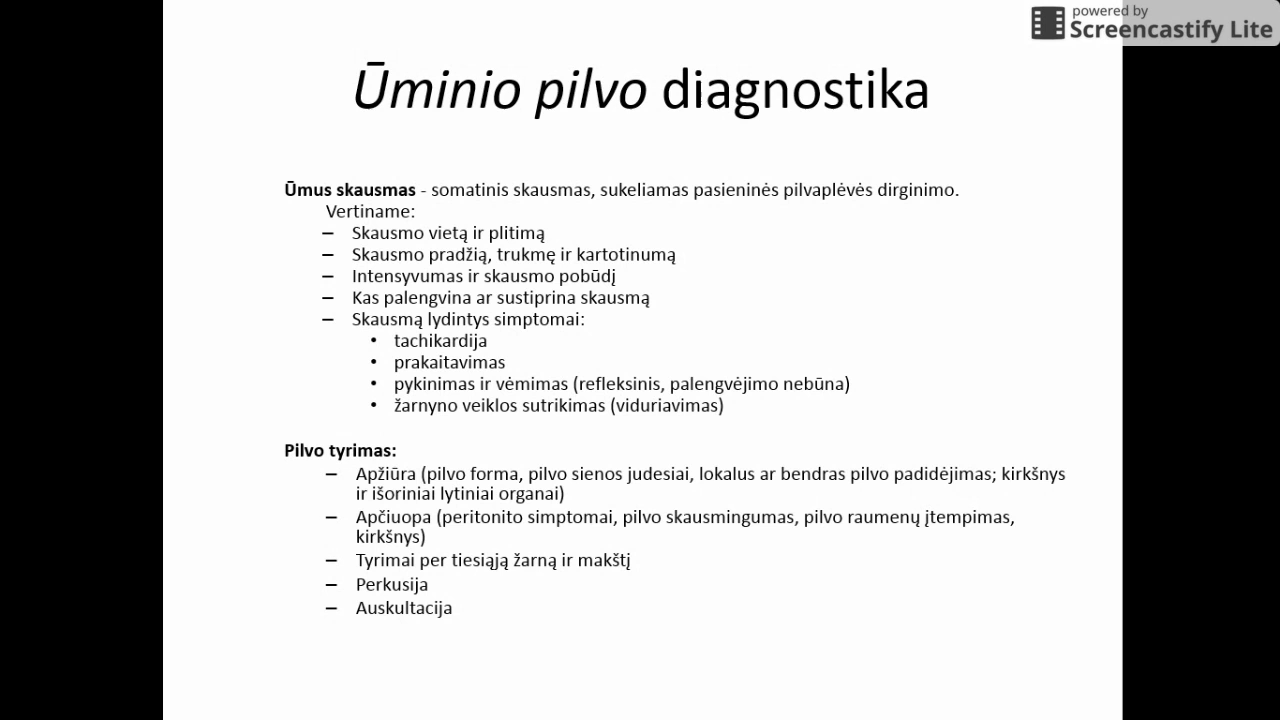 powered by
Screencastify Lite
Ūminio pilvo diagnostika
Ūmus skausmas - somatinis skausmas, sukeliamas pasieninės pilvaplėvės dirginimo.
Vertiname:
– Skausmo vietą ir plitimą
– Skausmo pradžią, trukmę ir kartotinumą
– Intensyvumas ir skausmo pobūdį
– Kas palengvina ar sustiprina skausmą
– Skausmą lydintys simptomai:
• tachikardija
• prakaitavimas
• pykinimas ir vėmimas (refleksinis, palengvėjimo nebūna)
• žarnyno veiklos sutrikimas (viduriavimas)
Pilvo tyrimas:
– Apžiūra (pilvo forma, pilvo sienos judesiai, lokalus ar bendras pilvo padidėjimas; kirkšnys
ir išoriniai lytiniai organai)
– Apčiuopa (peritonito simptomai, pilvo skausmingumas, pilvo raumenų įtempimas,
kirkšnys)
– Tyrimai per tiesiąją žarną ir makštį
– Perkusija
– Auskultacija